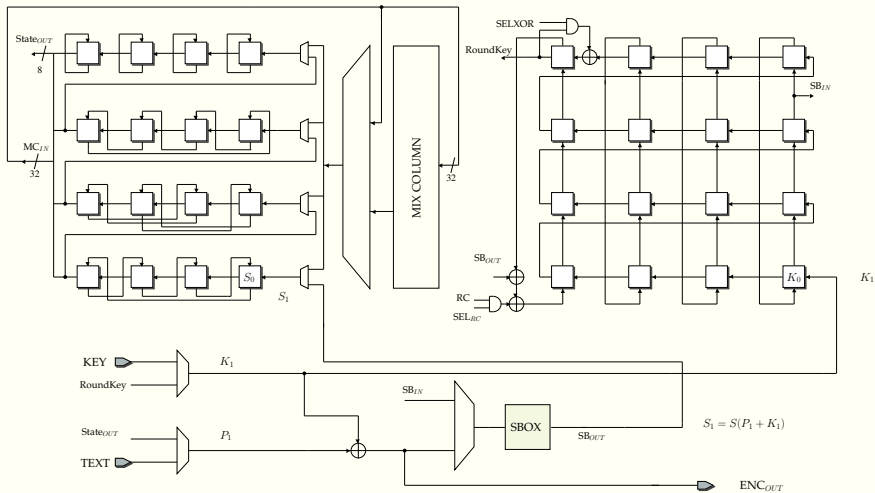 State_OUT
8
MC_IN
32
S_0
S_1
MIX COLUMN
32
SELXOR
RoundKey
SB_IN
SB_OUT
RC
SEL_RC
K_0
K_1
KEY
K_1
RoundKey
State_OUT
P_1
TEXT
SB_IN
SBOX
SB_OUT
S_1 = S(P_1 + K_1)
ENC_OUT